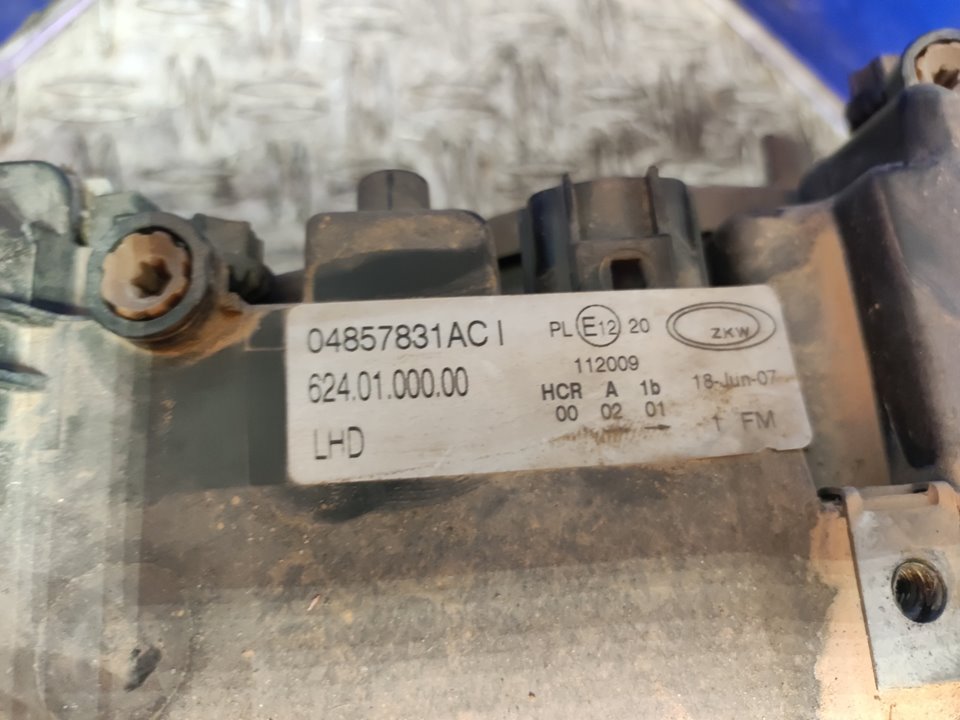 04857831AC I
624.01.000.00
LHD
PL E12 20
112009
HCR A 1b
00 02 01
ZKW
18-Jun-07
FM